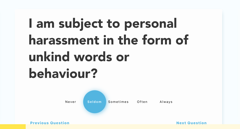 I am subject to personal
harassment in the form of
unkind words or
behaviour?
Never Seldom Sometimes Often Always
Previous Question Next Question